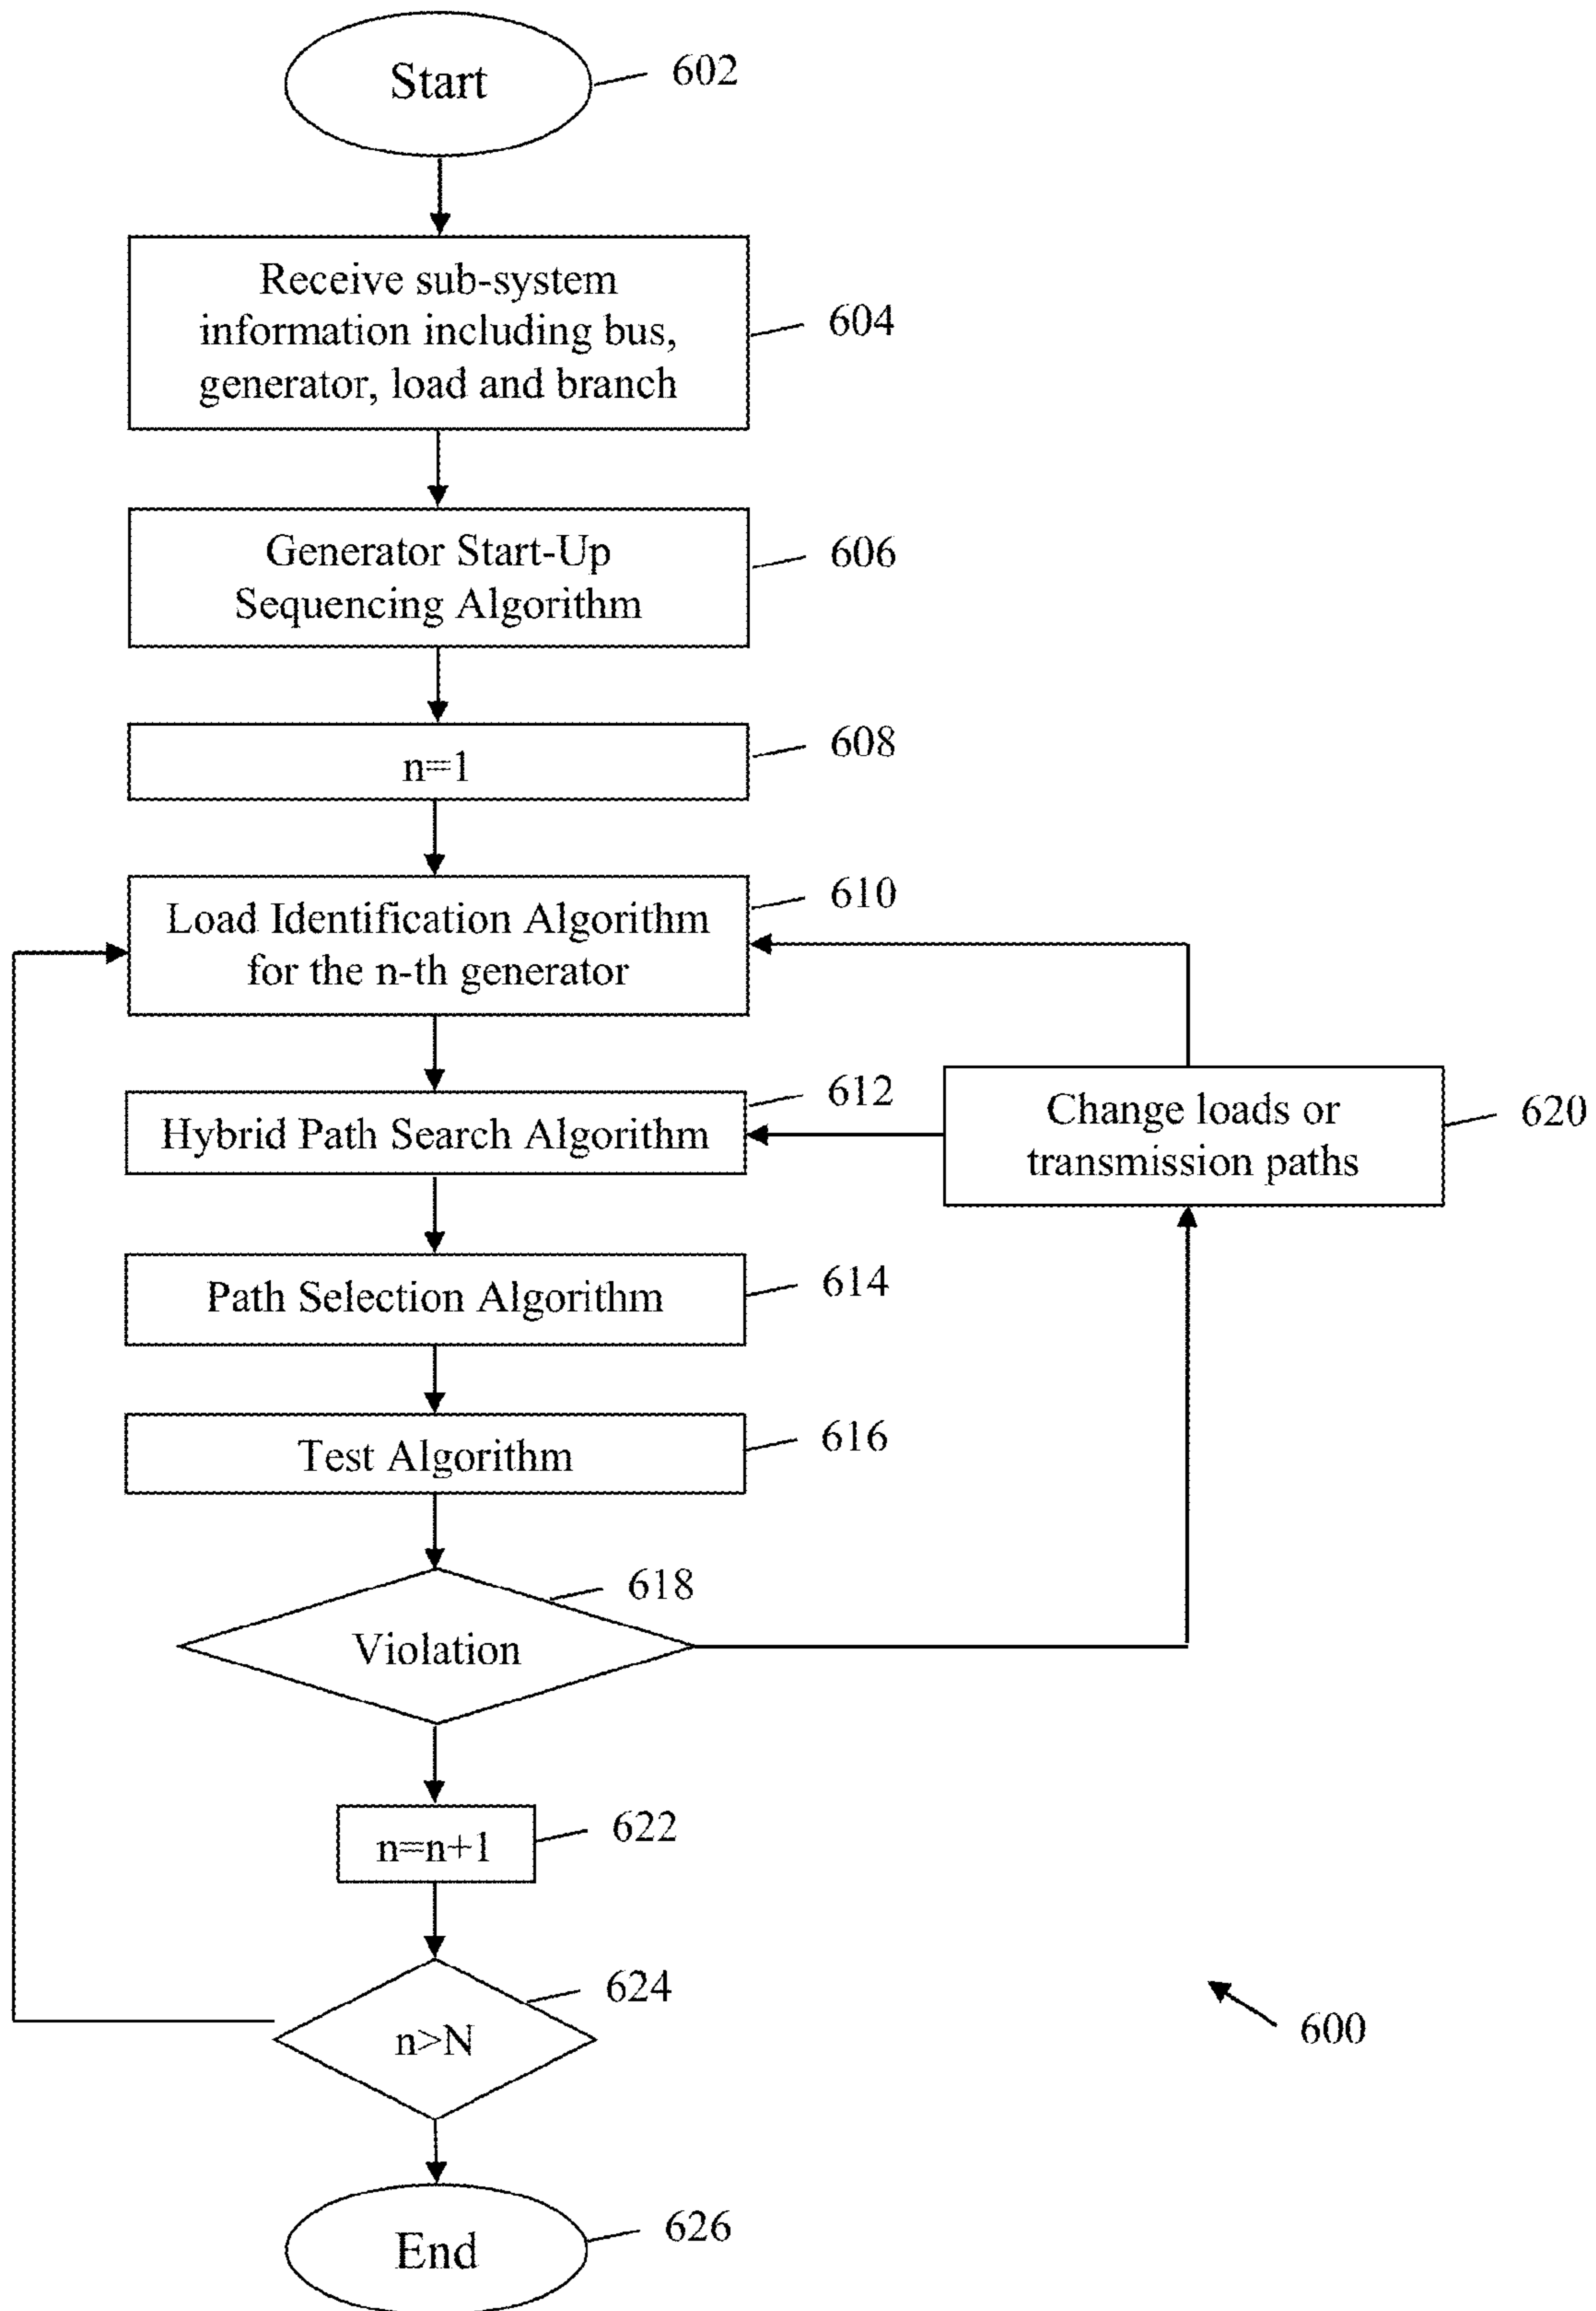 Start
602
Receive sub-system
information including bus,
generator, load and branch
604
Generator Start-Up
Sequencing Algorithm
606
n=1
608
Load Identification Algorithm
for the n-th generator
610
Hybrid Path Search Algorithm
612
Change loads or
transmission paths
620
Path Selection Algorithm
614
Test Algorithm
616
Violation
618
n=n+1
622
n>N
624
600
End
626